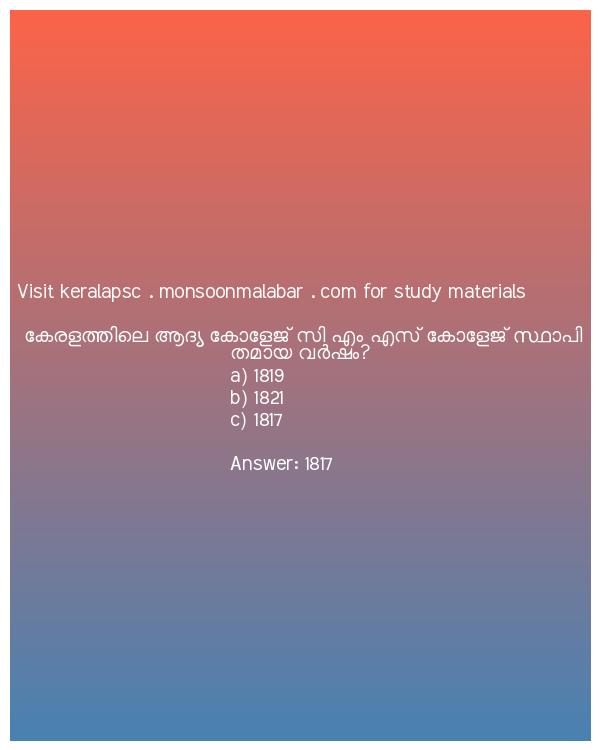 Visit keralapsc . monsoonmalabar . com for study materials
കേരളത്തിലെ ആദ്യ കോളേജ് സി എം എസ് കോളേജ് സ്ഥാപി
തമായ വർഷം?
a) 1819
b) 1821
c) 1817
Answer: 1817